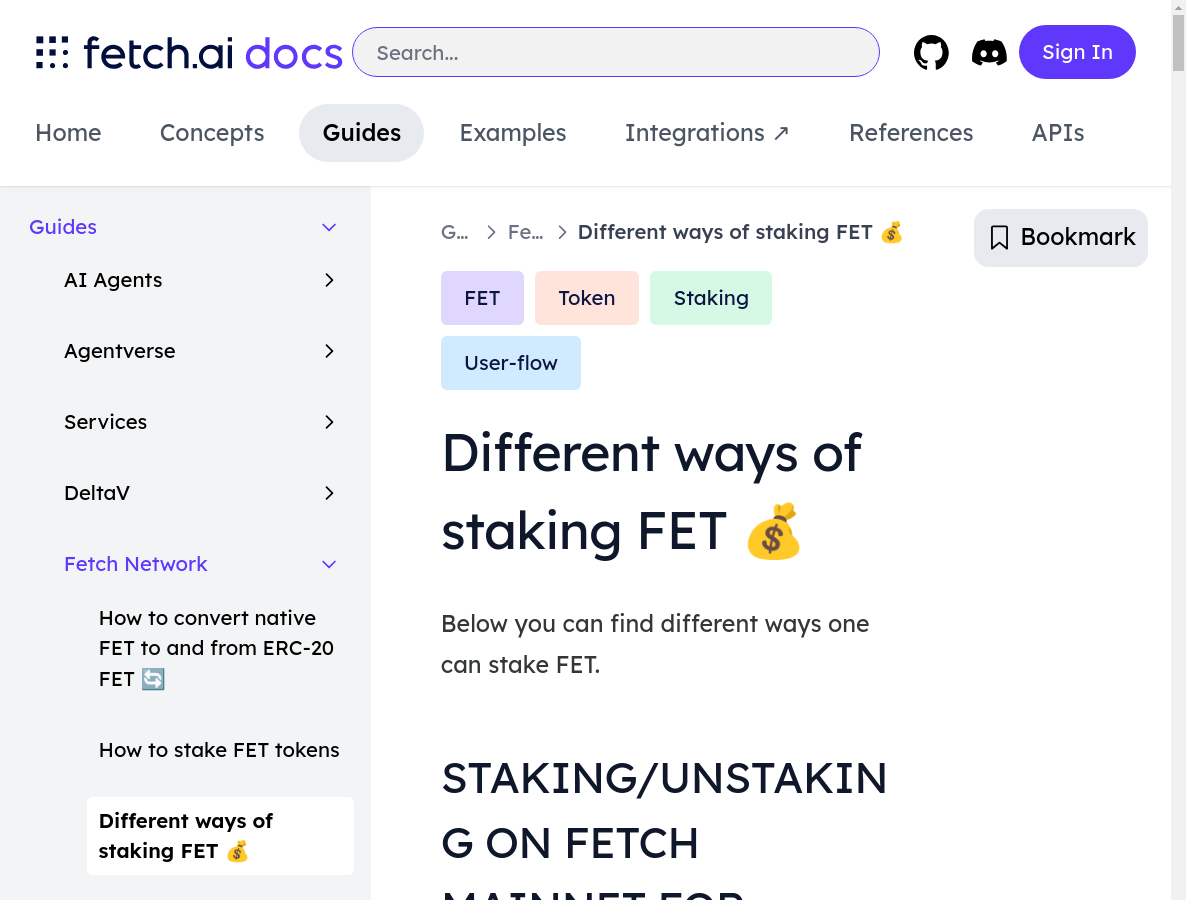 fetch.ai docs
Search...
Sign In
Home
Concepts
Guides
Examples
Integrations ↗
References
APIs
Guides
AI Agents
Agentverse
Services
DeltaV
Fetch Network
How to convert native
FET to and from ERC-20
FET 🔄
How to stake FET tokens
Different ways of
staking FET 💰
G... > Fe... > Different ways of staking FET 💰
Bookmark
FET
Token
Staking
User-flow
Different ways of
staking FET 💰
Below you can find different ways one
can stake FET.
STAKING/UNSTAKIN
G ON FETCH
MAINNET FOR